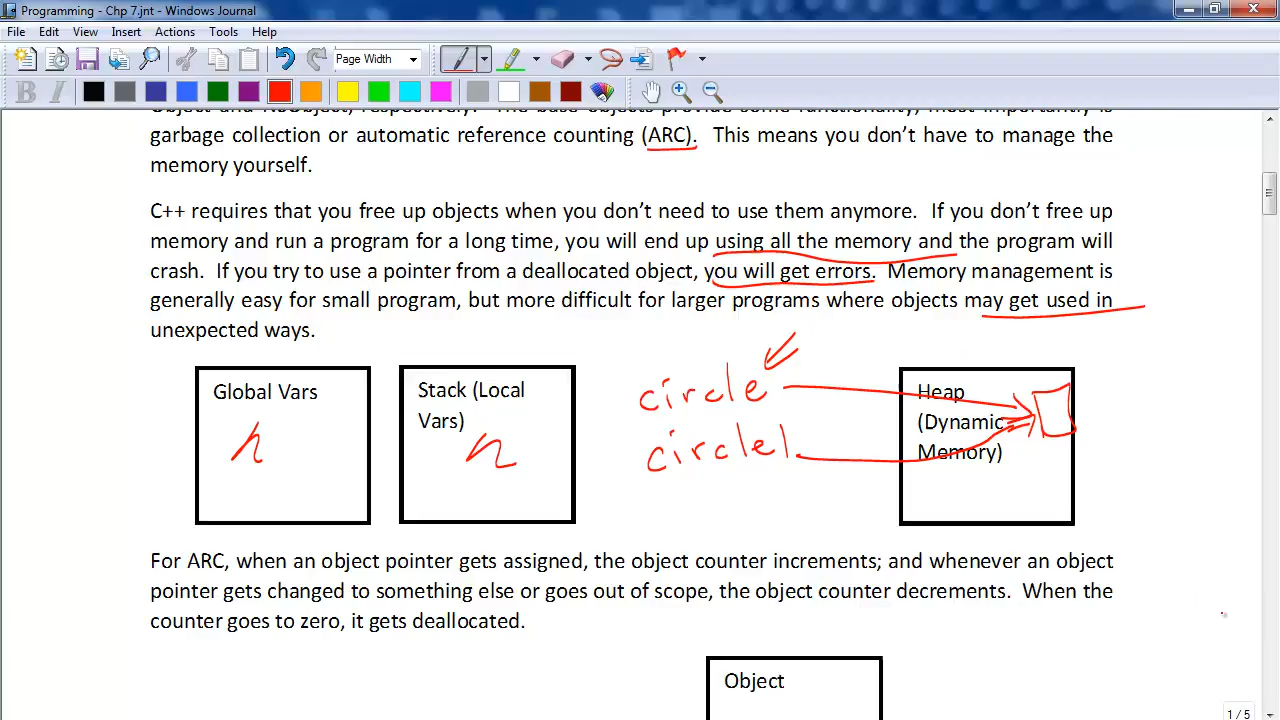 Programming - Chp 7.jnt - Windows Journal
File Edit View Insert Actions Tools Help
Page Width
B I
garbage collection or automatic reference counting (ARC). This means you don't have to manage the
memory yourself.
C++ requires that you free up objects when you don't need to use them anymore. If you don't free up
memory and run a program for a long time, you will end up using all the memory and the program will
crash. If you try to use a pointer from a deallocated object, you will get errors. Memory management is
generally easy for small program, but more difficult for larger programs where objects may get used in
unexpected ways.
Global Vars
Stack (Local
Vars)
circle
circle1
Heap
(Dynamic
Memory)
For ARC, when an object pointer gets assigned, the object counter increments; and whenever an object
pointer gets changed to something else or goes out of scope, the object counter decrements. When the
counter goes to zero, it gets deallocated.
Object
1 / 5